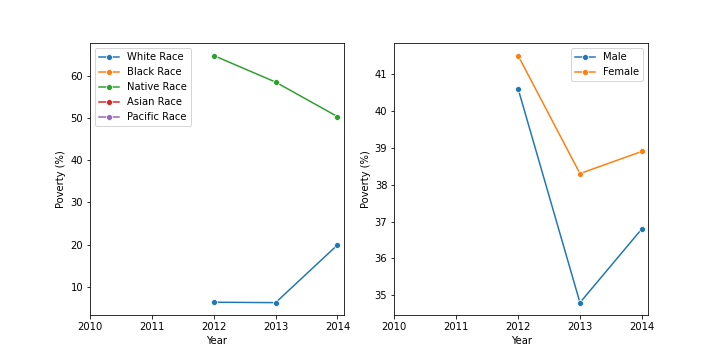 White Race
Black Race
Native Race
Asian Race
Pacific Race
60
50
40
30
20
10
Poverty (%)
2010 2011 2012 2013 2014
Year
Male
Female
41
40
39
38
37
36
35
Poverty (%)
2010 2011 2012 2013 2014
Year